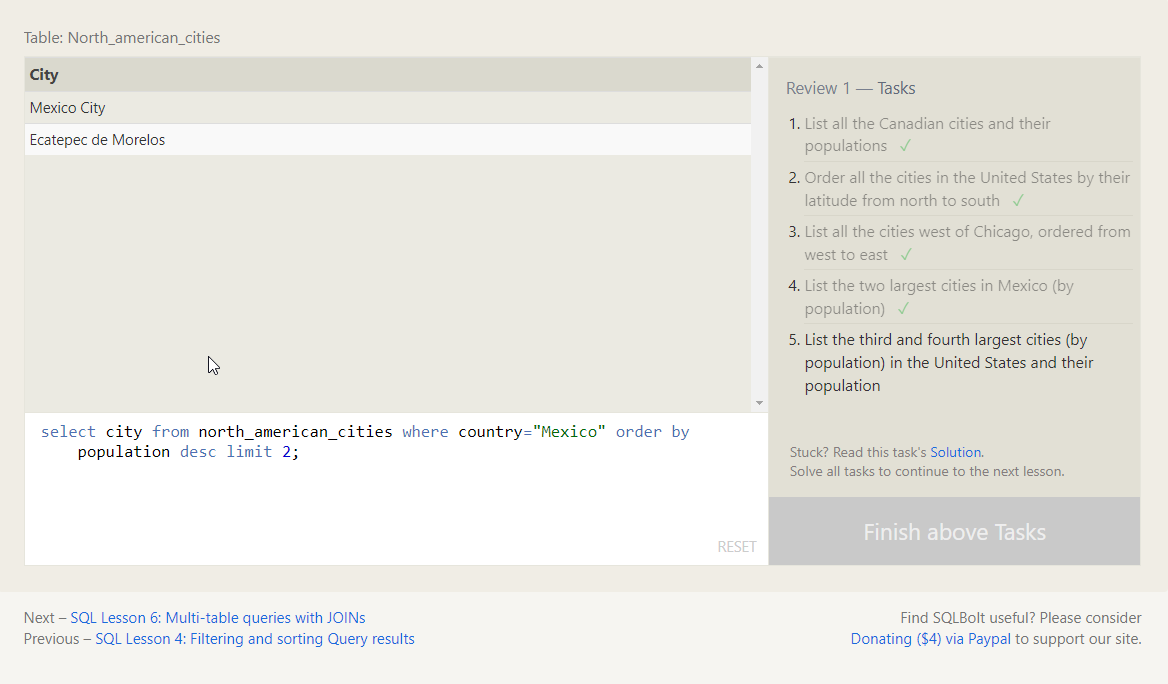 Table: North_american_cities
City
Mexico City
Ecatepec de Morelos
select city from north_american_cities where country="Mexico" order by
population desc limit 2;
RESET
Review 1 — Tasks
1. List all the Canadian cities and their
populations ✓
2. Order all the cities in the United States by their
latitude from north to south ✓
3. List all the cities west of Chicago, ordered from
west to east ✓
4. List the two largest cities in Mexico (by
population) ✓
5. List the third and fourth largest cities (by
population) in the United States and their
population
Stuck? Read this task's Solution.
Solve all tasks to continue to the next lesson.
Finish above Tasks
Next – SQL Lesson 6: Multi-table queries with JOINs
Previous – SQL Lesson 4: Filtering and sorting Query results
Find SQLBolt useful? Please consider
Donating ($4) via Paypal to support our site.